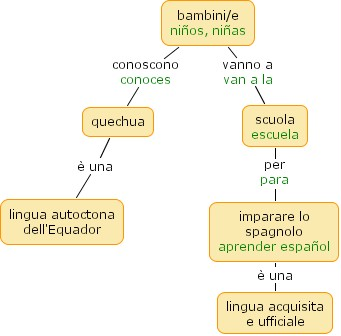 bambini/e
niños, niñas
conoscono
conoces
vanno a
van a la
quechua
scuola
escuela
è una
per
para
lingua autoctona
dell'Equador
imparare lo
spagnolo
aprender español
è una
lingua acquisita
e ufficiale